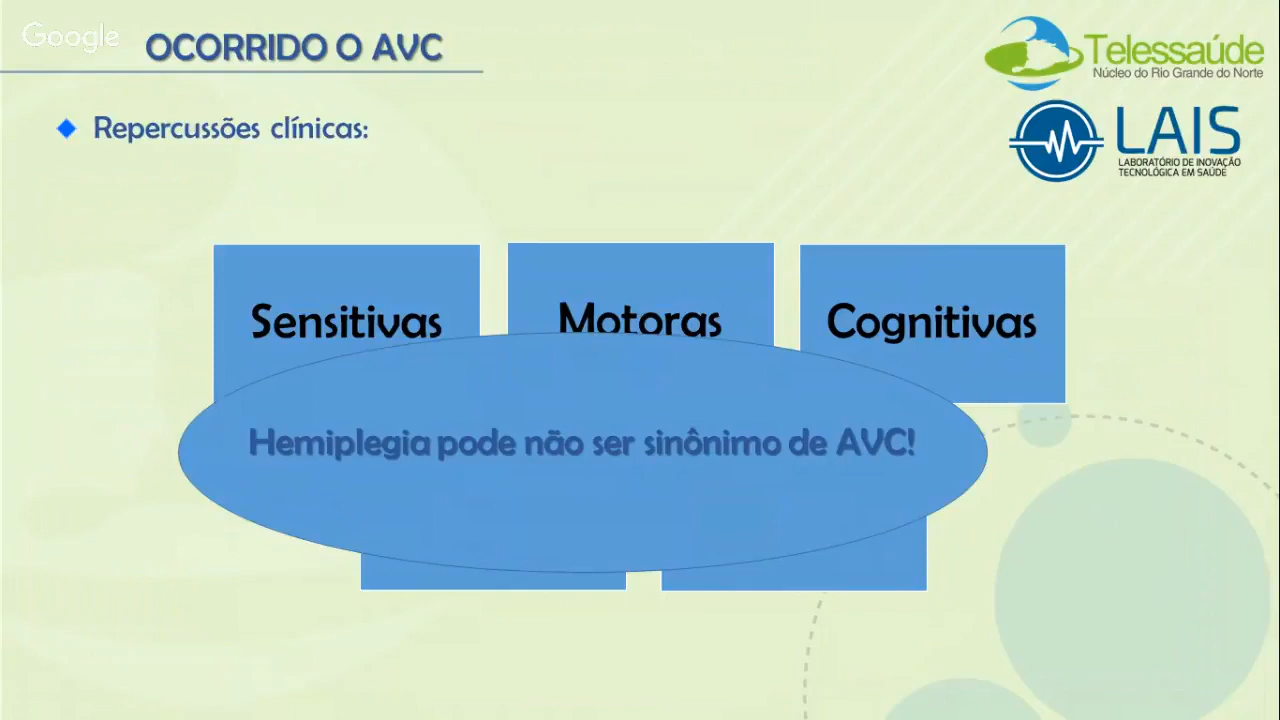 Google
OCORRIDO O AVC
Telessaúde
Núcleo do Rio Grande do Norte
Repercussões clínicas:
LAIS
LABORATÓRIO DE INOVAÇÃO
TECNOLÓGICA EM SAÚDE
Sensitivas
Motoras
Cognitivas
Hemiplegia pode não ser sinônimo de AVC!